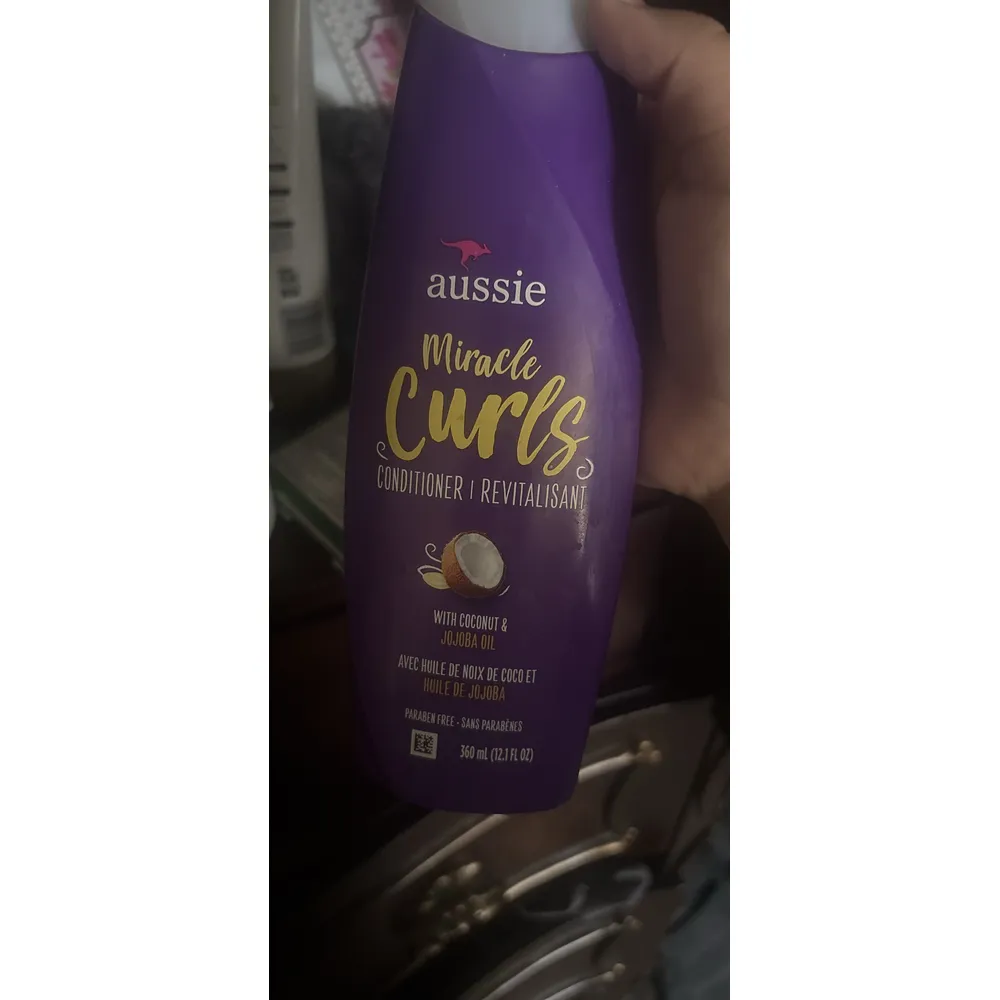 aussie
Miracle
Curls
CONDITIONER | REVITALISANT
WITH COCONUT &
JOJOBA OIL
AVEC HUILE DE NOIX DE COCO ET
HUILE DE JOJOBA
PARABEN FREE - SANS PARABÈNES
360 mL (12.1 FL OZ)